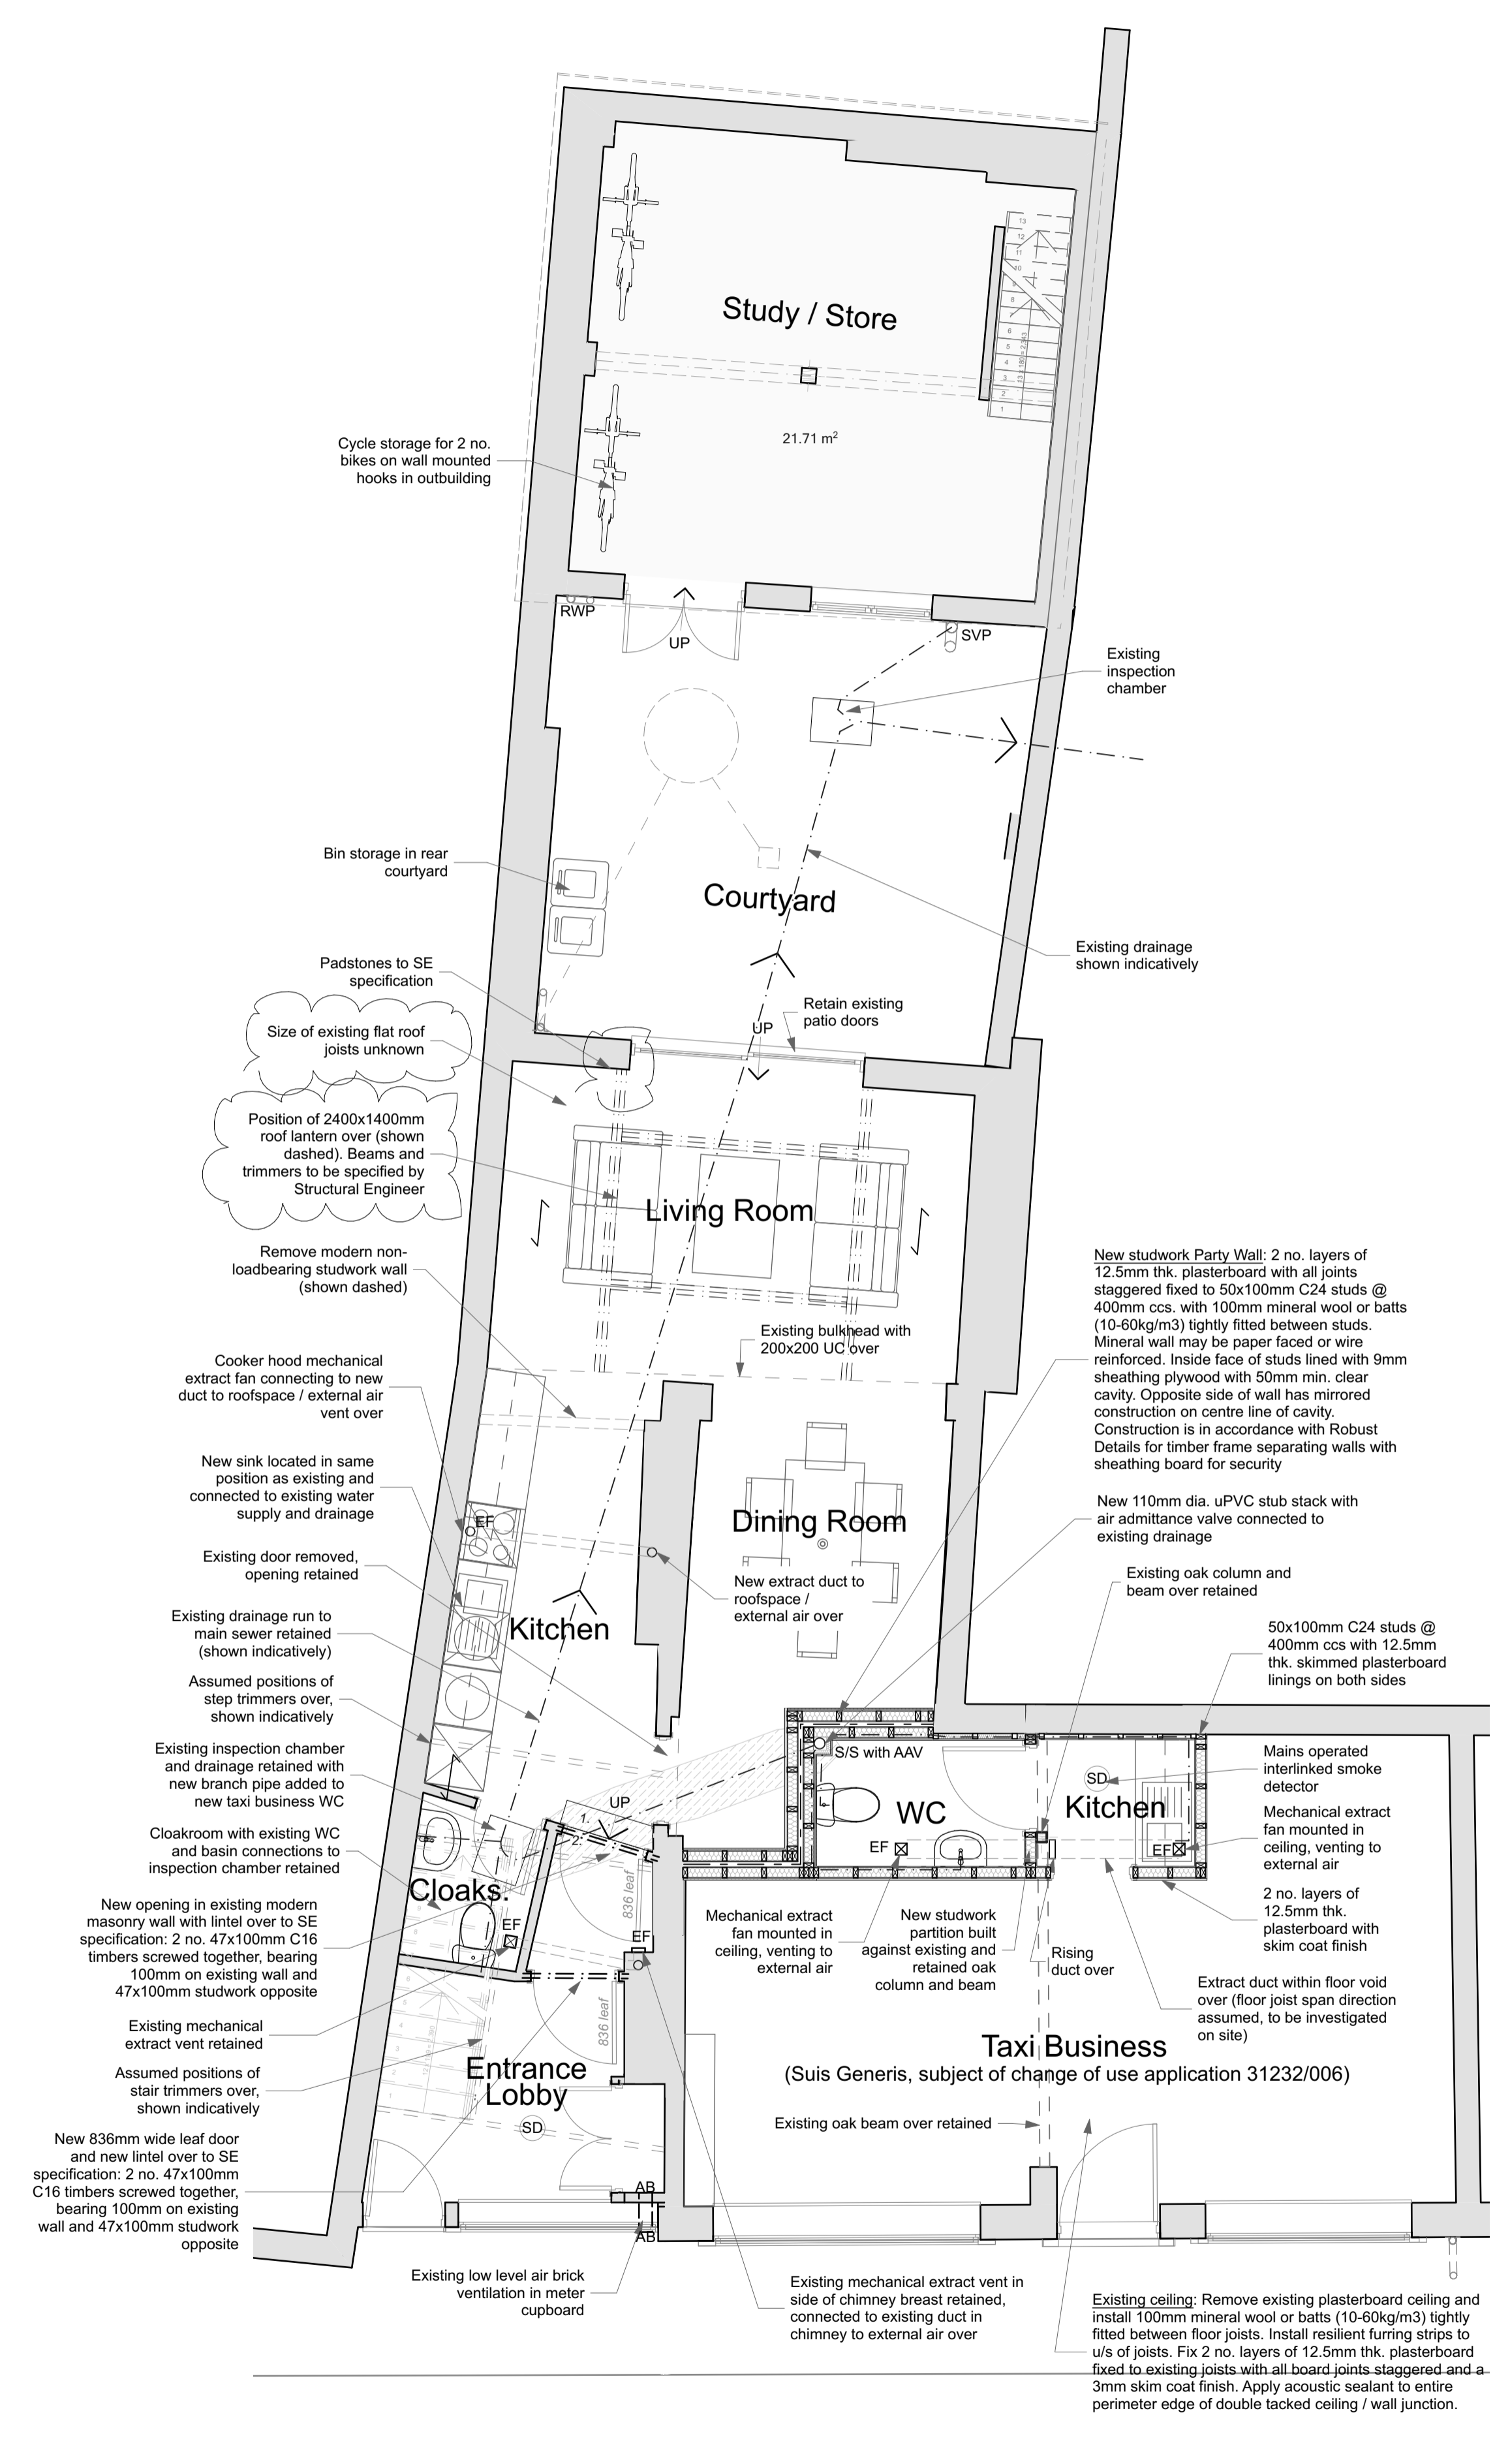 13
12
11
10
9
8
7
6
5
4
3
2
1
Study / Store
21.71 m²
Cycle storage for 2 no.
bikes on wall mounted
hooks in outbuilding
RWP
UP
SVP
Existing
inspection
chamber
Bin storage in rear
courtyard
Courtyard
Existing drainage
shown indicatively
Padstones to SE
specification
Retain existing
patio doors
UP
Size of existing flat roof
joists unknown
Position of 2400x1400mm
roof lantern over (shown
dashed). Beams and
trimmers to be specified by
Structural Engineer
Living Room
Remove modern non-
loadbearing studwork wall
(shown dashed)
New studwork Party Wall: 2 no. layers of
12.5mm thk. plasterboard with all joints
staggered fixed to 50x100mm C24 studs @
400mm ccs. with 100mm mineral wool or batts
(10-60kg/m3) tightly fitted between studs.
Mineral wall may be paper faced or wire
reinforced. Inside face of studs lined with 9mm
sheathing plywood with 50mm min. clear
cavity. Opposite side of wall has mirrored
construction on centre line of cavity.
Construction is in accordance with Robust
Details for timber frame separating walls with
sheathing board for security
Existing bulkhead with
200x200 UC over
Cooker hood mechanical
extract fan connecting to new
duct to roofspace / external air
vent over
New sink located in same
position as existing and
connected to existing water
supply and drainage
EF
Dining Room
New 110mm dia. uPVC stub stack with
air admittance valve connected to
existing drainage
Existing door removed,
opening retained
New extract duct to
roofspace /
external air over
Existing oak column and
beam over retained
Kitchen
Existing drainage run to
main sewer retained
(shown indicatively)
50x100mm C24 studs @
400mm ccs with 12.5mm
thk. skimmed plasterboard
linings on both sides
Assumed positions of
step trimmers over,
shown indicatively
Existing inspection chamber
and drainage retained with
new branch pipe added to
new taxi business WC
S/S with AAV
Mains operated
interlinked smoke
detector
SD
UP
1.
2.
WC
Kitchen
EF
EF
Cloakroom with existing WC
and basin connections to
inspection chamber retained
Mechanical extract
fan mounted in
ceiling, venting to
external air
Cloaks.
836 leaf
EF
EF
New opening in existing modern
masonry wall with lintel over to SE
specification: 2 no. 47x100mm C16
timbers screwed together, bearing
100mm on existing wall and
47x100mm studwork opposite
2 no. layers of
12.5mm thk.
plasterboard with
skim coat finish
Mechanical extract
fan mounted in
ceiling, venting to
external air
New studwork
partition built
against existing and
retained oak
column and beam
Rising
duct over
Extract duct within floor void
over (floor joist span direction
assumed, to be investigated
on site)
Existing mechanical
extract vent retained
836 leaf
Entrance
Lobby
Taxi Business
(Suis Generis, subject of change of use application 31232/006)
Assumed positions of
stair trimmers over,
shown indicatively
SD
Existing oak beam over retained
New 836mm wide leaf door
and new lintel over to SE
specification: 2 no. 47x100mm
C16 timbers screwed together,
bearing 100mm on existing
wall and 47x100mm studwork
opposite
AB
AB
Existing low level air brick
ventilation in meter
cupboard
Existing mechanical extract vent in
side of chimney breast retained,
connected to existing duct in
chimney to external air over
Existing ceiling: Remove existing plasterboard ceiling and
install 100mm mineral wool or batts (10-60kg/m3) tightly
fitted between floor joists. Install resilient furring strips to
u/s of joists. Fix 2 no. layers of 12.5mm thk. plasterboard
fixed to existing joists with all board joints staggered and a
3mm skim coat finish. Apply acoustic sealant to entire
perimeter edge of double tacked ceiling / wall junction.